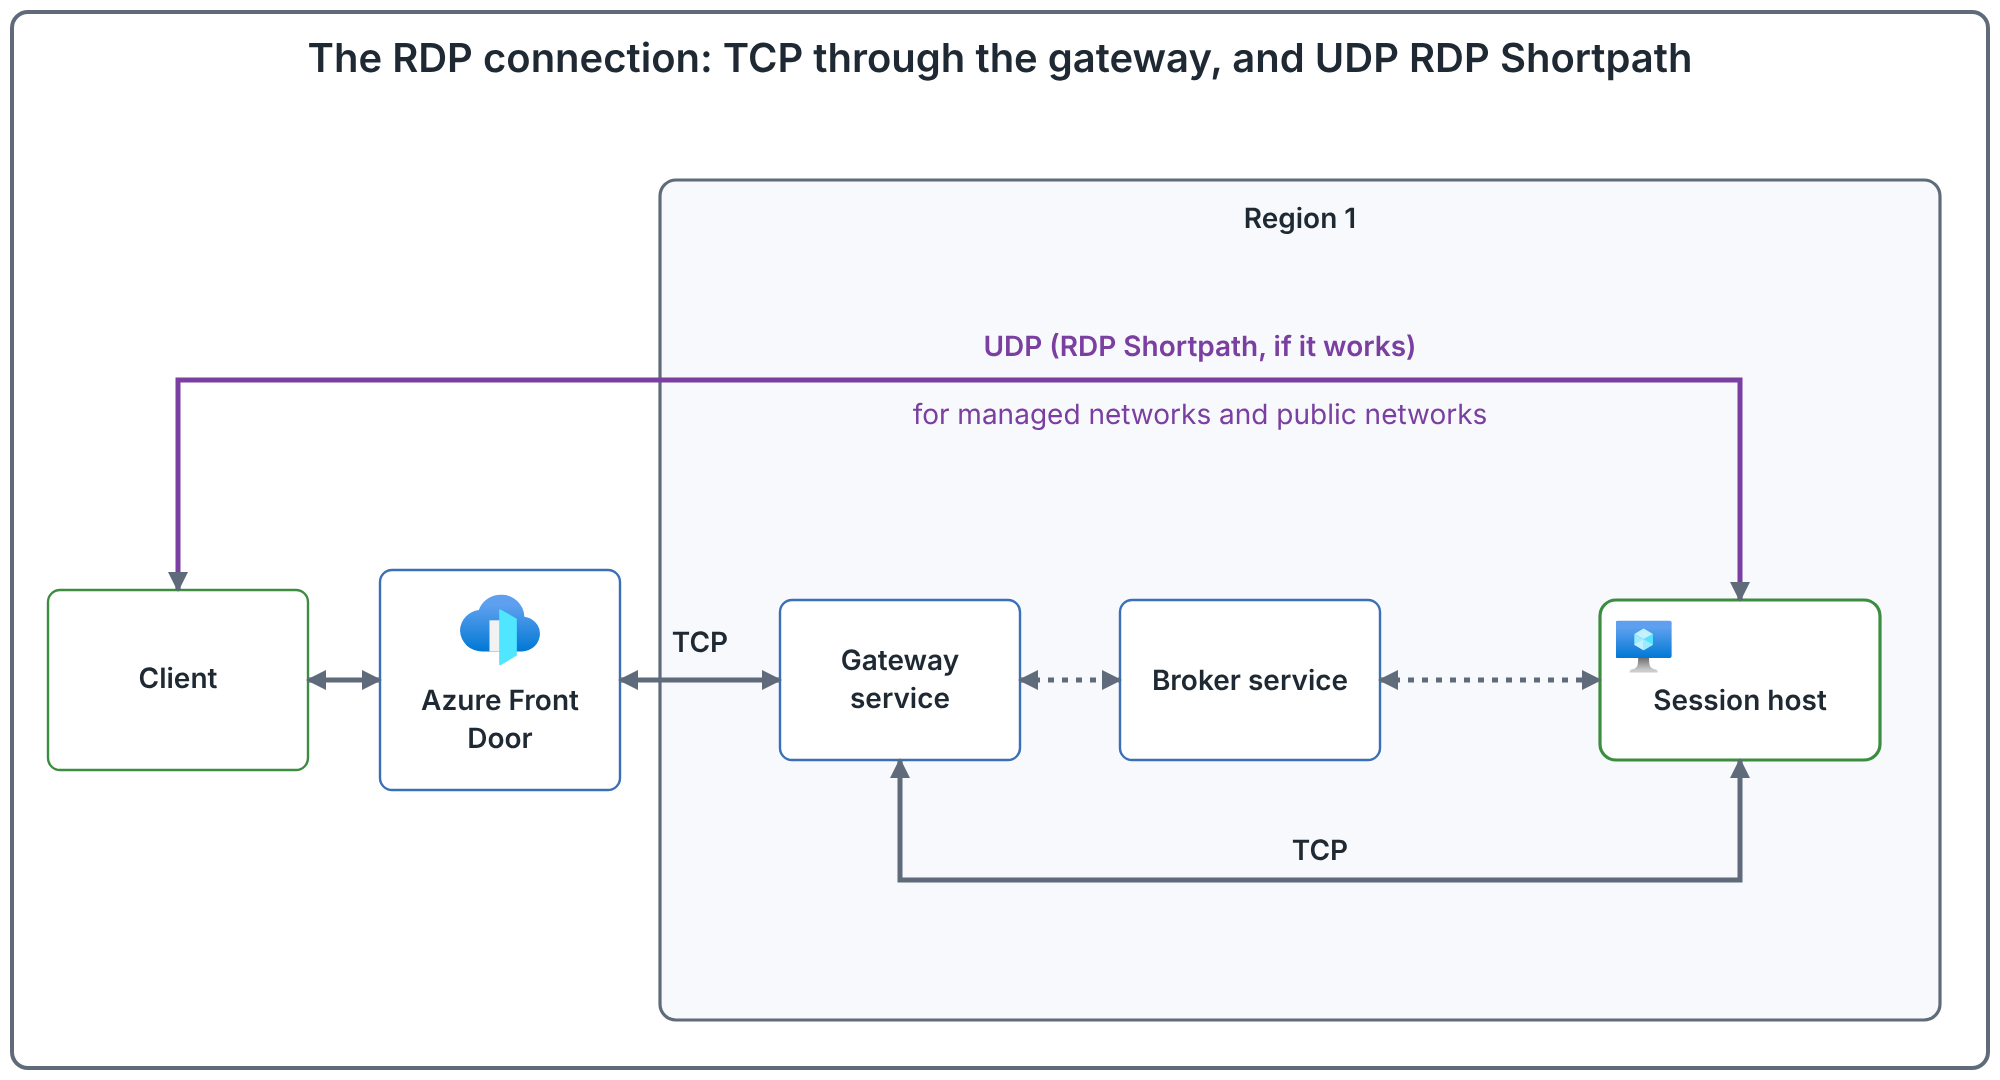 The RDP connection: TCP through the gateway, and UDP RDP Shortpath
Region 1
UDP (RDP Shortpath, if it works)
for managed networks and public networks
Client
Azure Front
Door
TCP
Gateway
service
Broker service
Session host
TCP